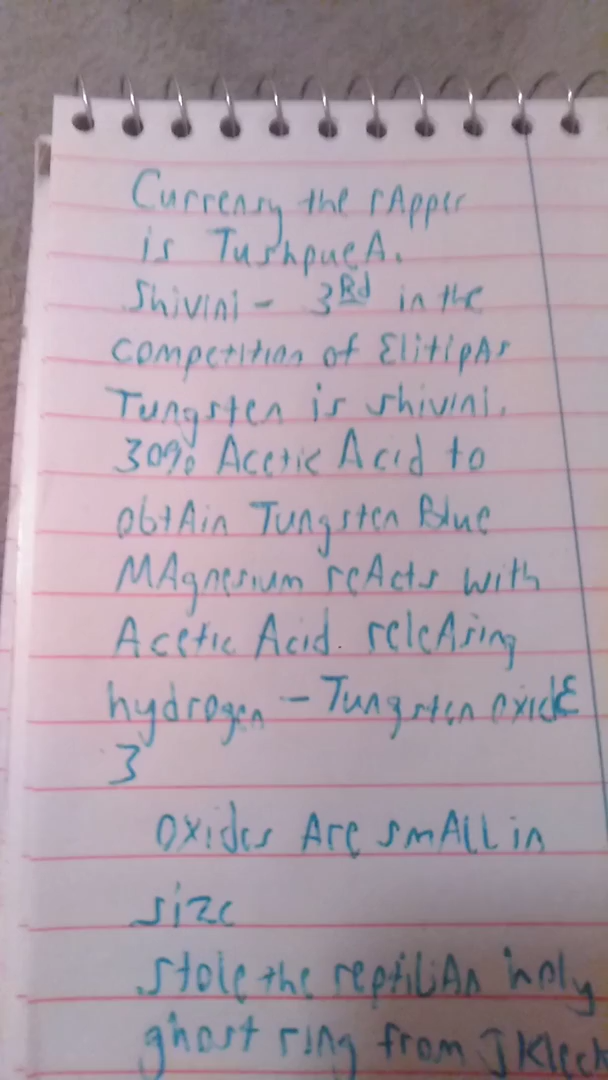 Currensy the rApper
is TushpueA.
Shivini - 3Rd in the
competition of ElitipAs
Tungsten is shivini.
30% Acetic Acid to
obtAin Tungsten Blue
MAgnesium reActs with
Acetic Acid. releAsing
hydrogen - Tungsten oxidE
3
oxides Are smAll in
size
stole the reptiliAn holy
ghost ring from